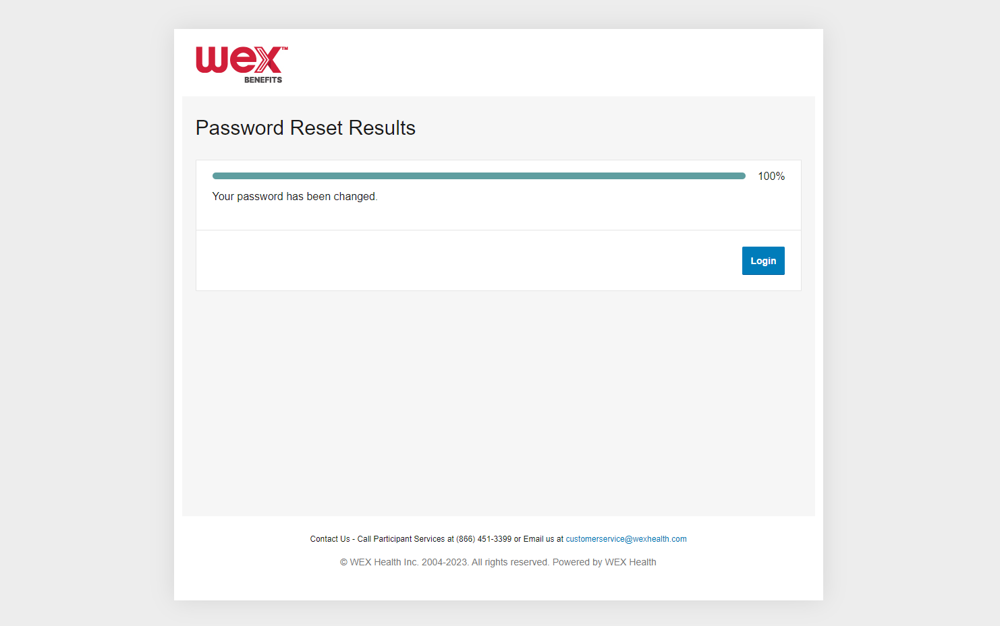 wex™
BENEFITS
Password Reset Results
100%
Your password has been changed.
Login
Contact Us - Call Participant Services at (866) 451-3399 or Email us at customerservice@wexhealth.com
© WEX Health Inc. 2004-2023. All rights reserved. Powered by WEX Health